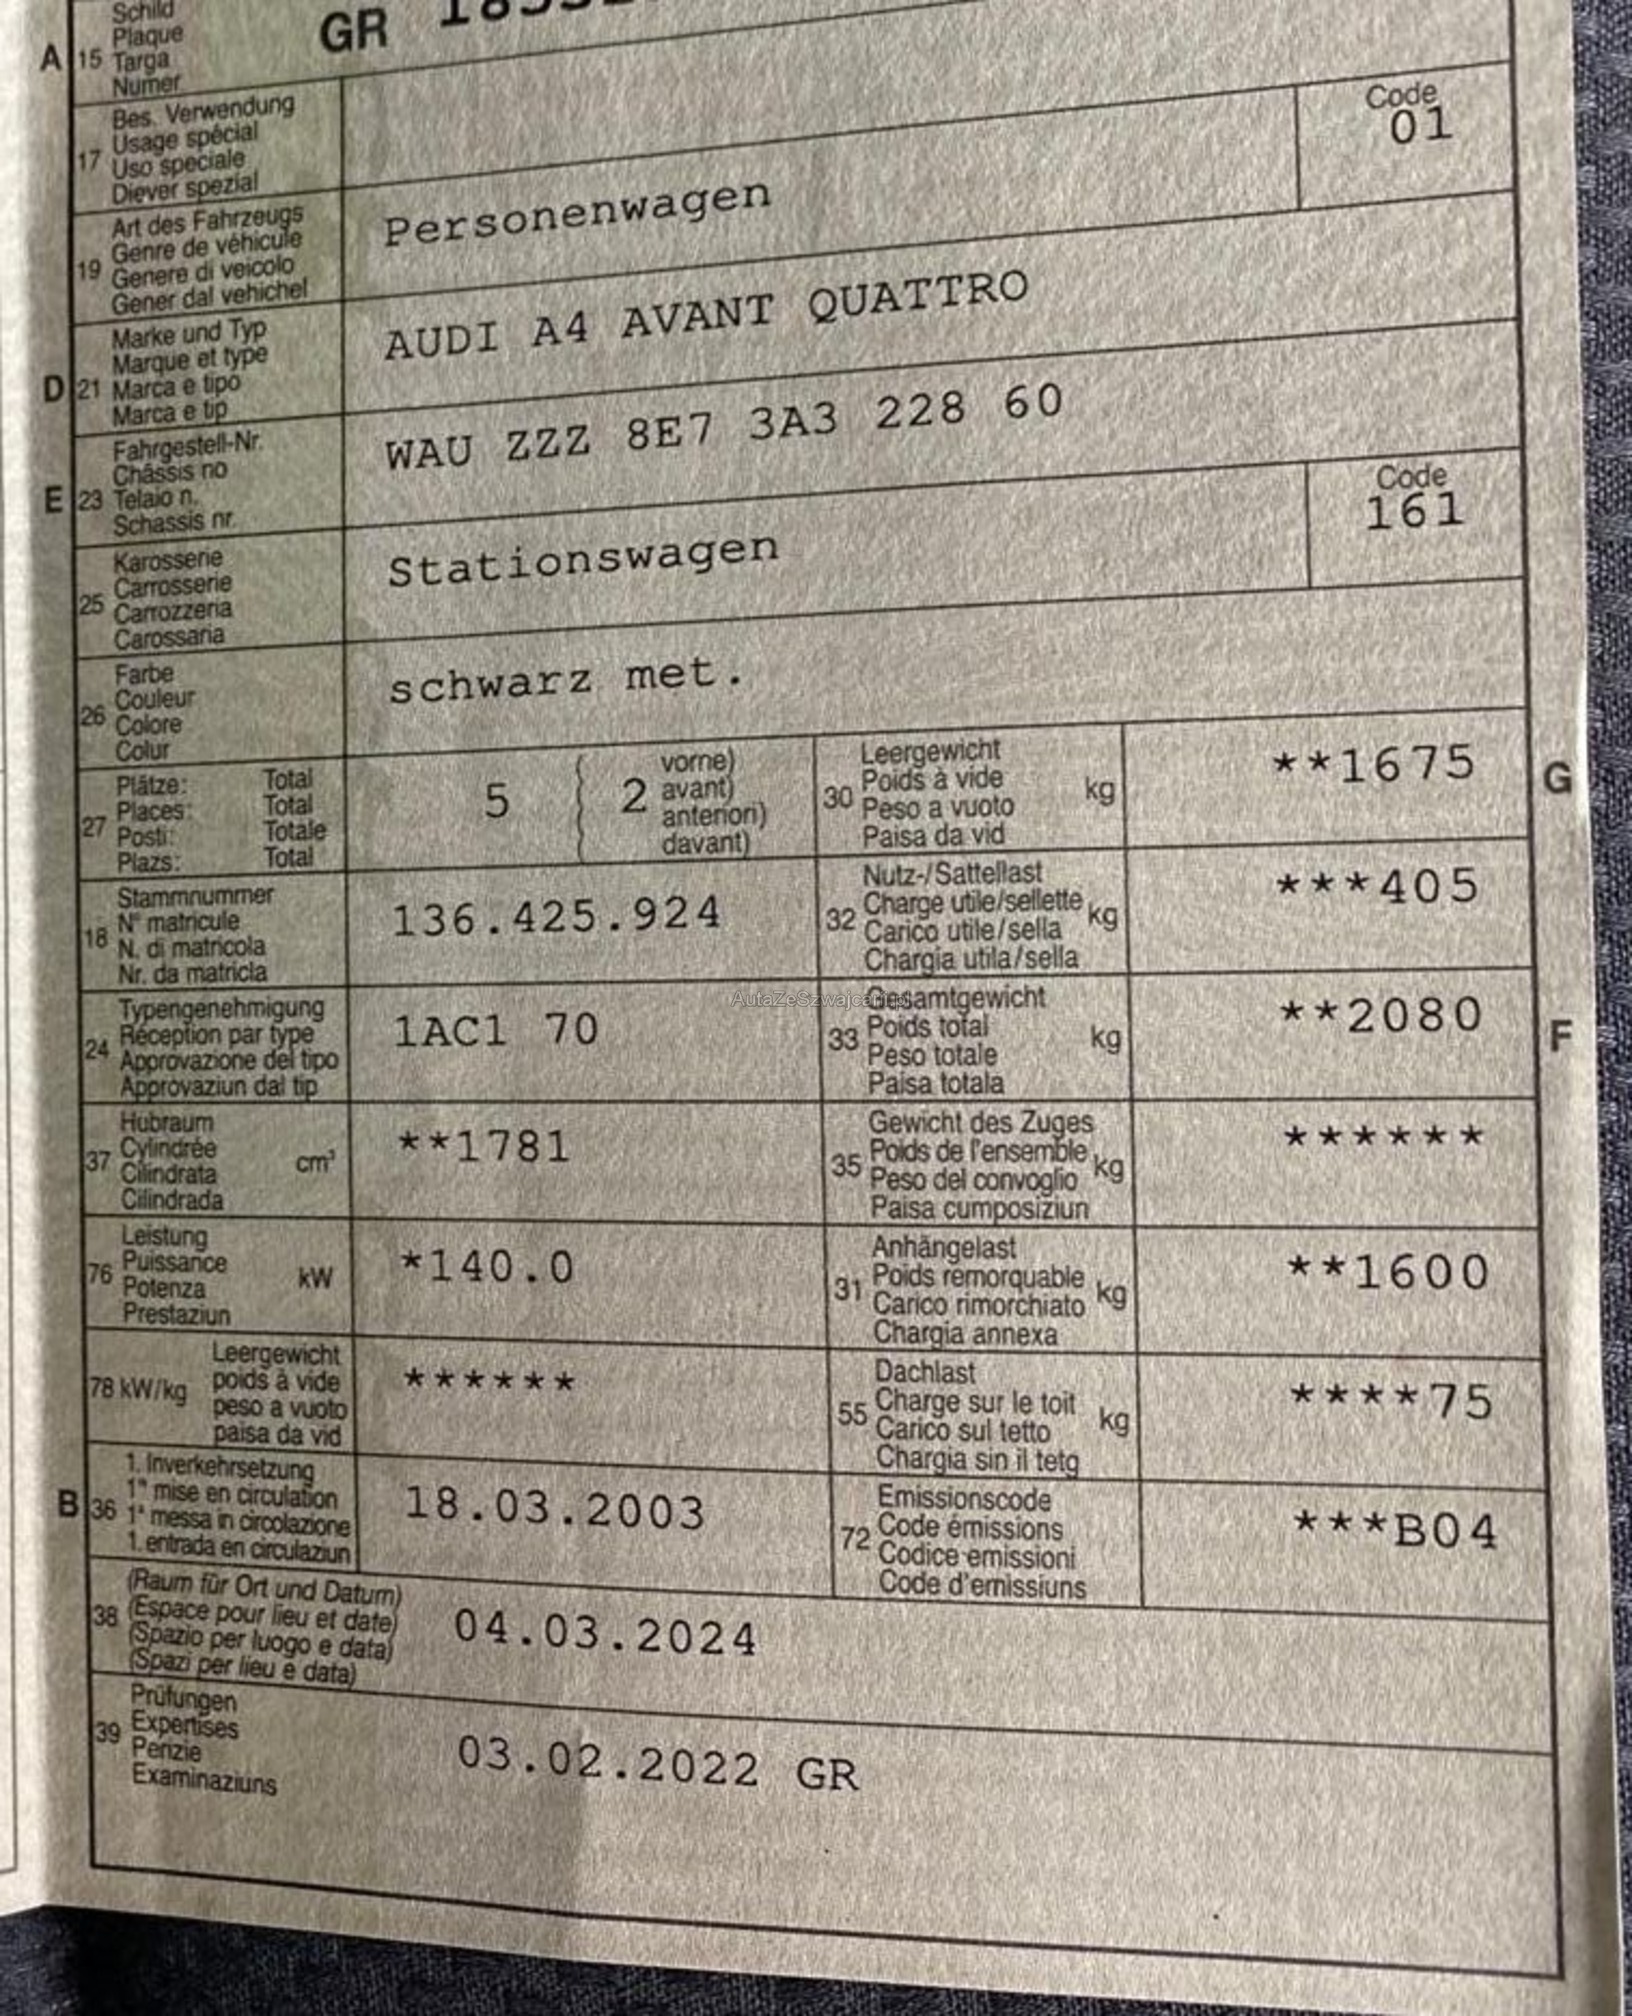 Schild
Plaque
A 15 Targa GR
Numer
Bes. Verwendung
Usage spécial
17 Uso speciale
Diever spezial
Code
01
Art des Fahrzeugs
Genre de véhicule
19 Genere di veicolo
Gener dal vehichel
Personenwagen
Marke und Typ
Marque et type
D 21 Marca e tipo
Marca e tip
AUDI A4 AVANT QUATTRO
Fahrgestell-Nr.
Châssis no
E 23 Telaio n.
Schassis nr.
WAU ZZZ 8E7 3A3 228 60
Karosserie
Carrosserie
25 Carrozzeria
Carossaria
Stationswagen
Code
161
Farbe
Couleur
26 Colore
Colur
schwarz met.
Plätze: Total
Places: Total
27 Posti: Totale
Plazs: Total
5 2
vorne)
avant)
anteriori)
davant)
Leergewicht
Poids à vide
30 Peso a vuoto kg
Paisa da vid
**1675 G
Stammnummer
N° matricule
18 N. di matricola
Nr. da matricla
136.425.924
Nutz-/Sattellast
Charge utile/sellette
32 Carico utile/sella kg
Chargia utila/sella
***405
Typengenehmigung
Réception par type
24 Approvazione del tipo
Approvaziun dal tip
1AC1 70
AutaZeSzwajcarii.pl
Gesamtgewicht
33 Poids total kg
Peso totale
Paisa totala
**2080 F
Hubraum
37 Cylindrée cm³
Cilindrata
Cilindrada
**1781
Gewicht des Zuges
35 Poids de l'ensemble kg
Peso del convoglio
Paisa cumposiziun
******
Leistung
76 Puissance kW
Potenza
Prestaziun
*140.0
Anhängelast
31 Poids remorquable kg
Carico rimorchiato
Chargia annexa
**1600
Leergewicht
78 kW/kg poids à vide
peso a vuoto
paisa da vid
******
Dachlast
55 Charge sur le toit kg
Carico sul tetto
Chargia sin il tetg
****75
1. Inverkehrsetzung
1re mise en circulation
B 36 1a messa in circolazione
1. entrada en circulaziun
18.03.2003
Emissionscode
72 Code émissions
Codice emissioni
Code d'emissiuns
***B04
(Raum für Ort und Datum)
38 (Espace pour lieu et date)
(Spazio per luogo e data)
(Spazi per lieu e data)
04.03.2024
Prüfungen
39 Expertises
Perizie
Examinaziuns
03.02.2022 GR